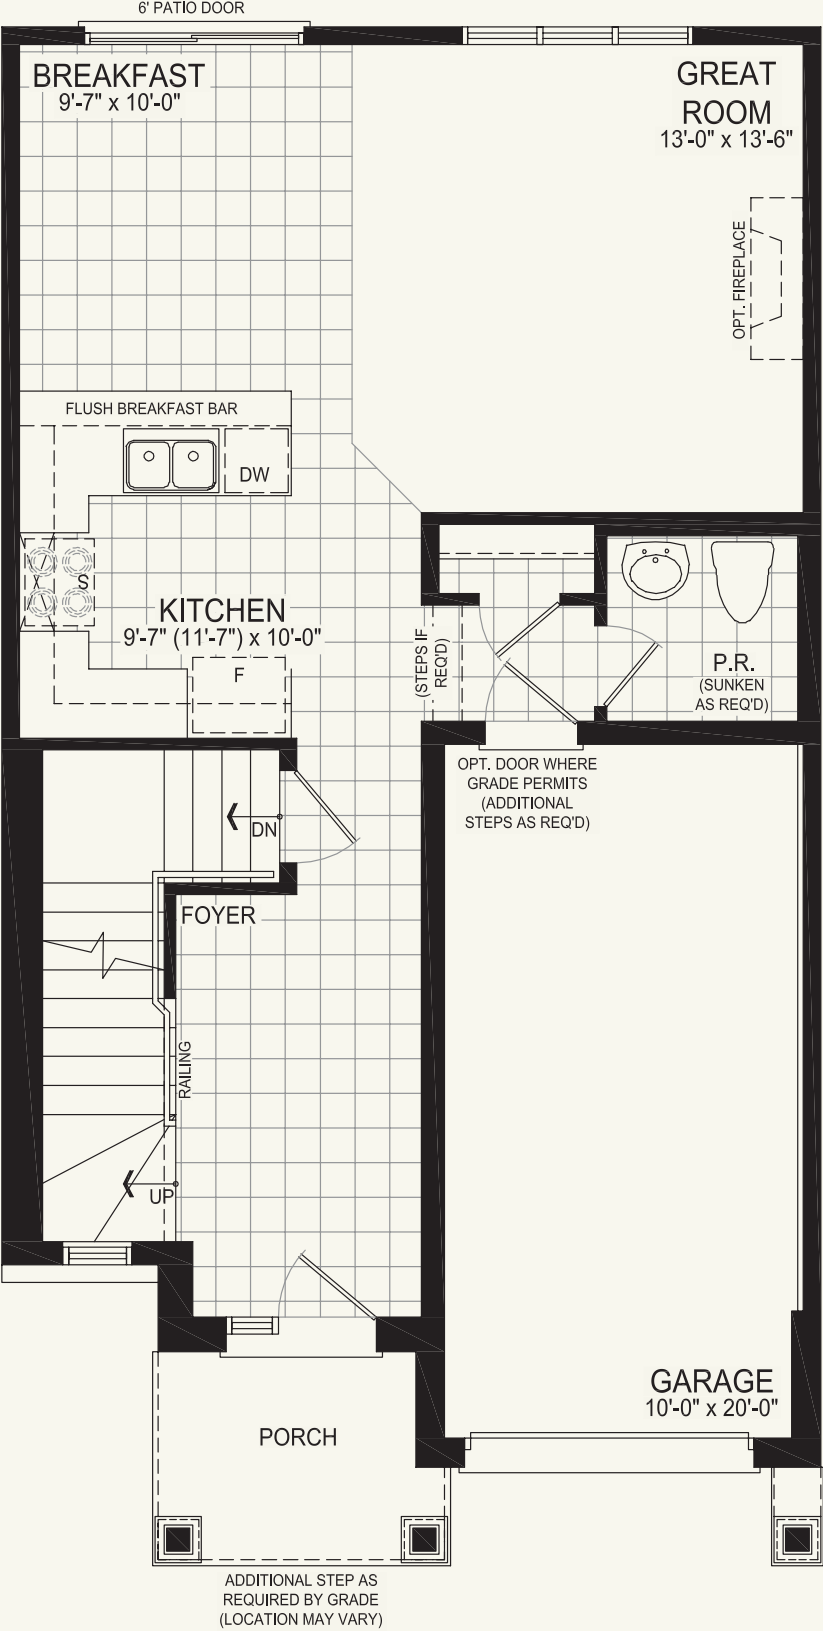 6' PATIO DOOR
BREAKFAST
9'-7" x 10'-0"
GREAT
ROOM
13'-0" x 13'-6"
OPT. FIREPLACE
FLUSH BREAKFAST BAR
DW
S
KITCHEN
9'-7" (11'-7") x 10'-0"
F
(STEPS IF
REQ'D)
P.R.
(SUNKEN
AS REQ'D)
OPT. DOOR WHERE
GRADE PERMITS
(ADDITIONAL
STEPS AS REQ'D)
DN
FOYER
RAILING
UP
GARAGE
10'-0" x 20'-0"
PORCH
ADDITIONAL STEP AS
REQUIRED BY GRADE
(LOCATION MAY VARY)